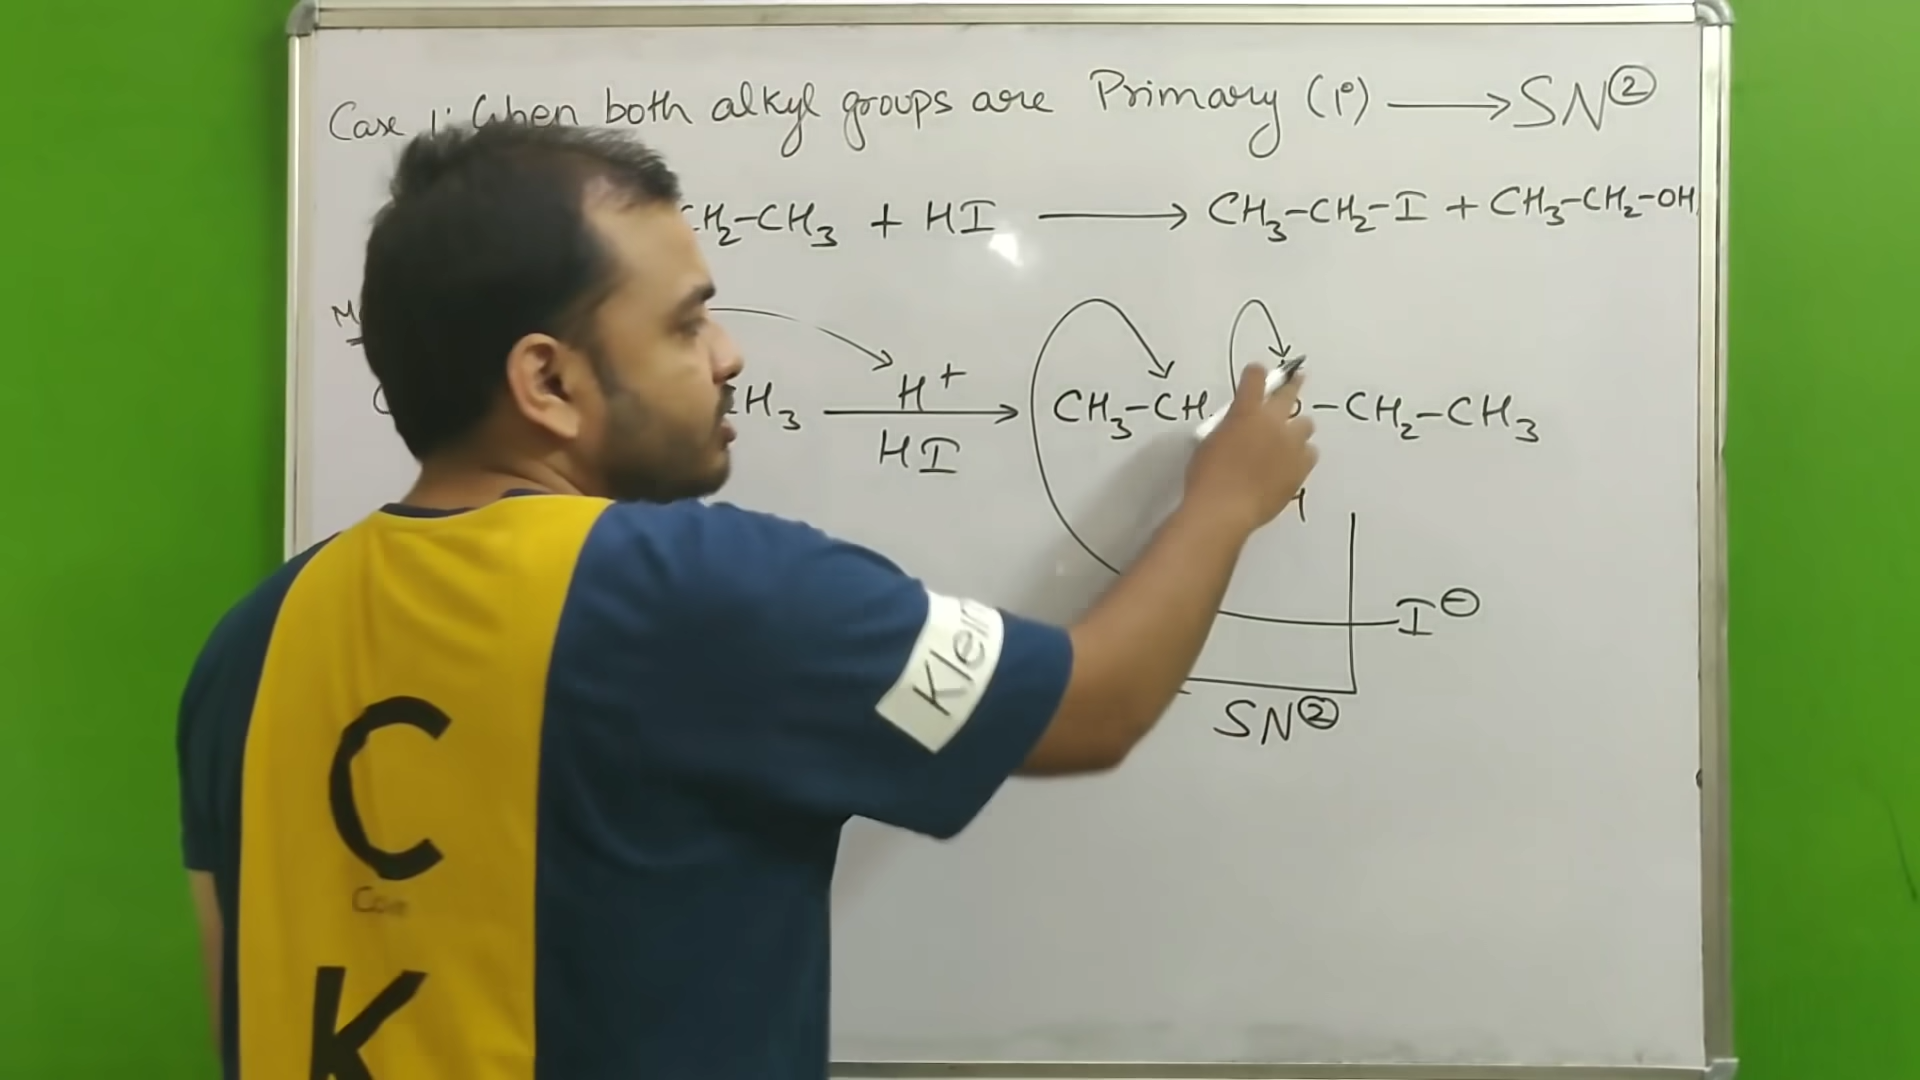 Case 1: When both alkyl groups are Primary (1°) ⟶ SN②
CH₂-CH₃ + HI ⟶ CH₃-CH₂-I + CH₃-CH₂-OH
H₃ H⁺ CH₃-CH -CH₂-CH₃
HI
H
I⊖
SN②
Klein
C
K